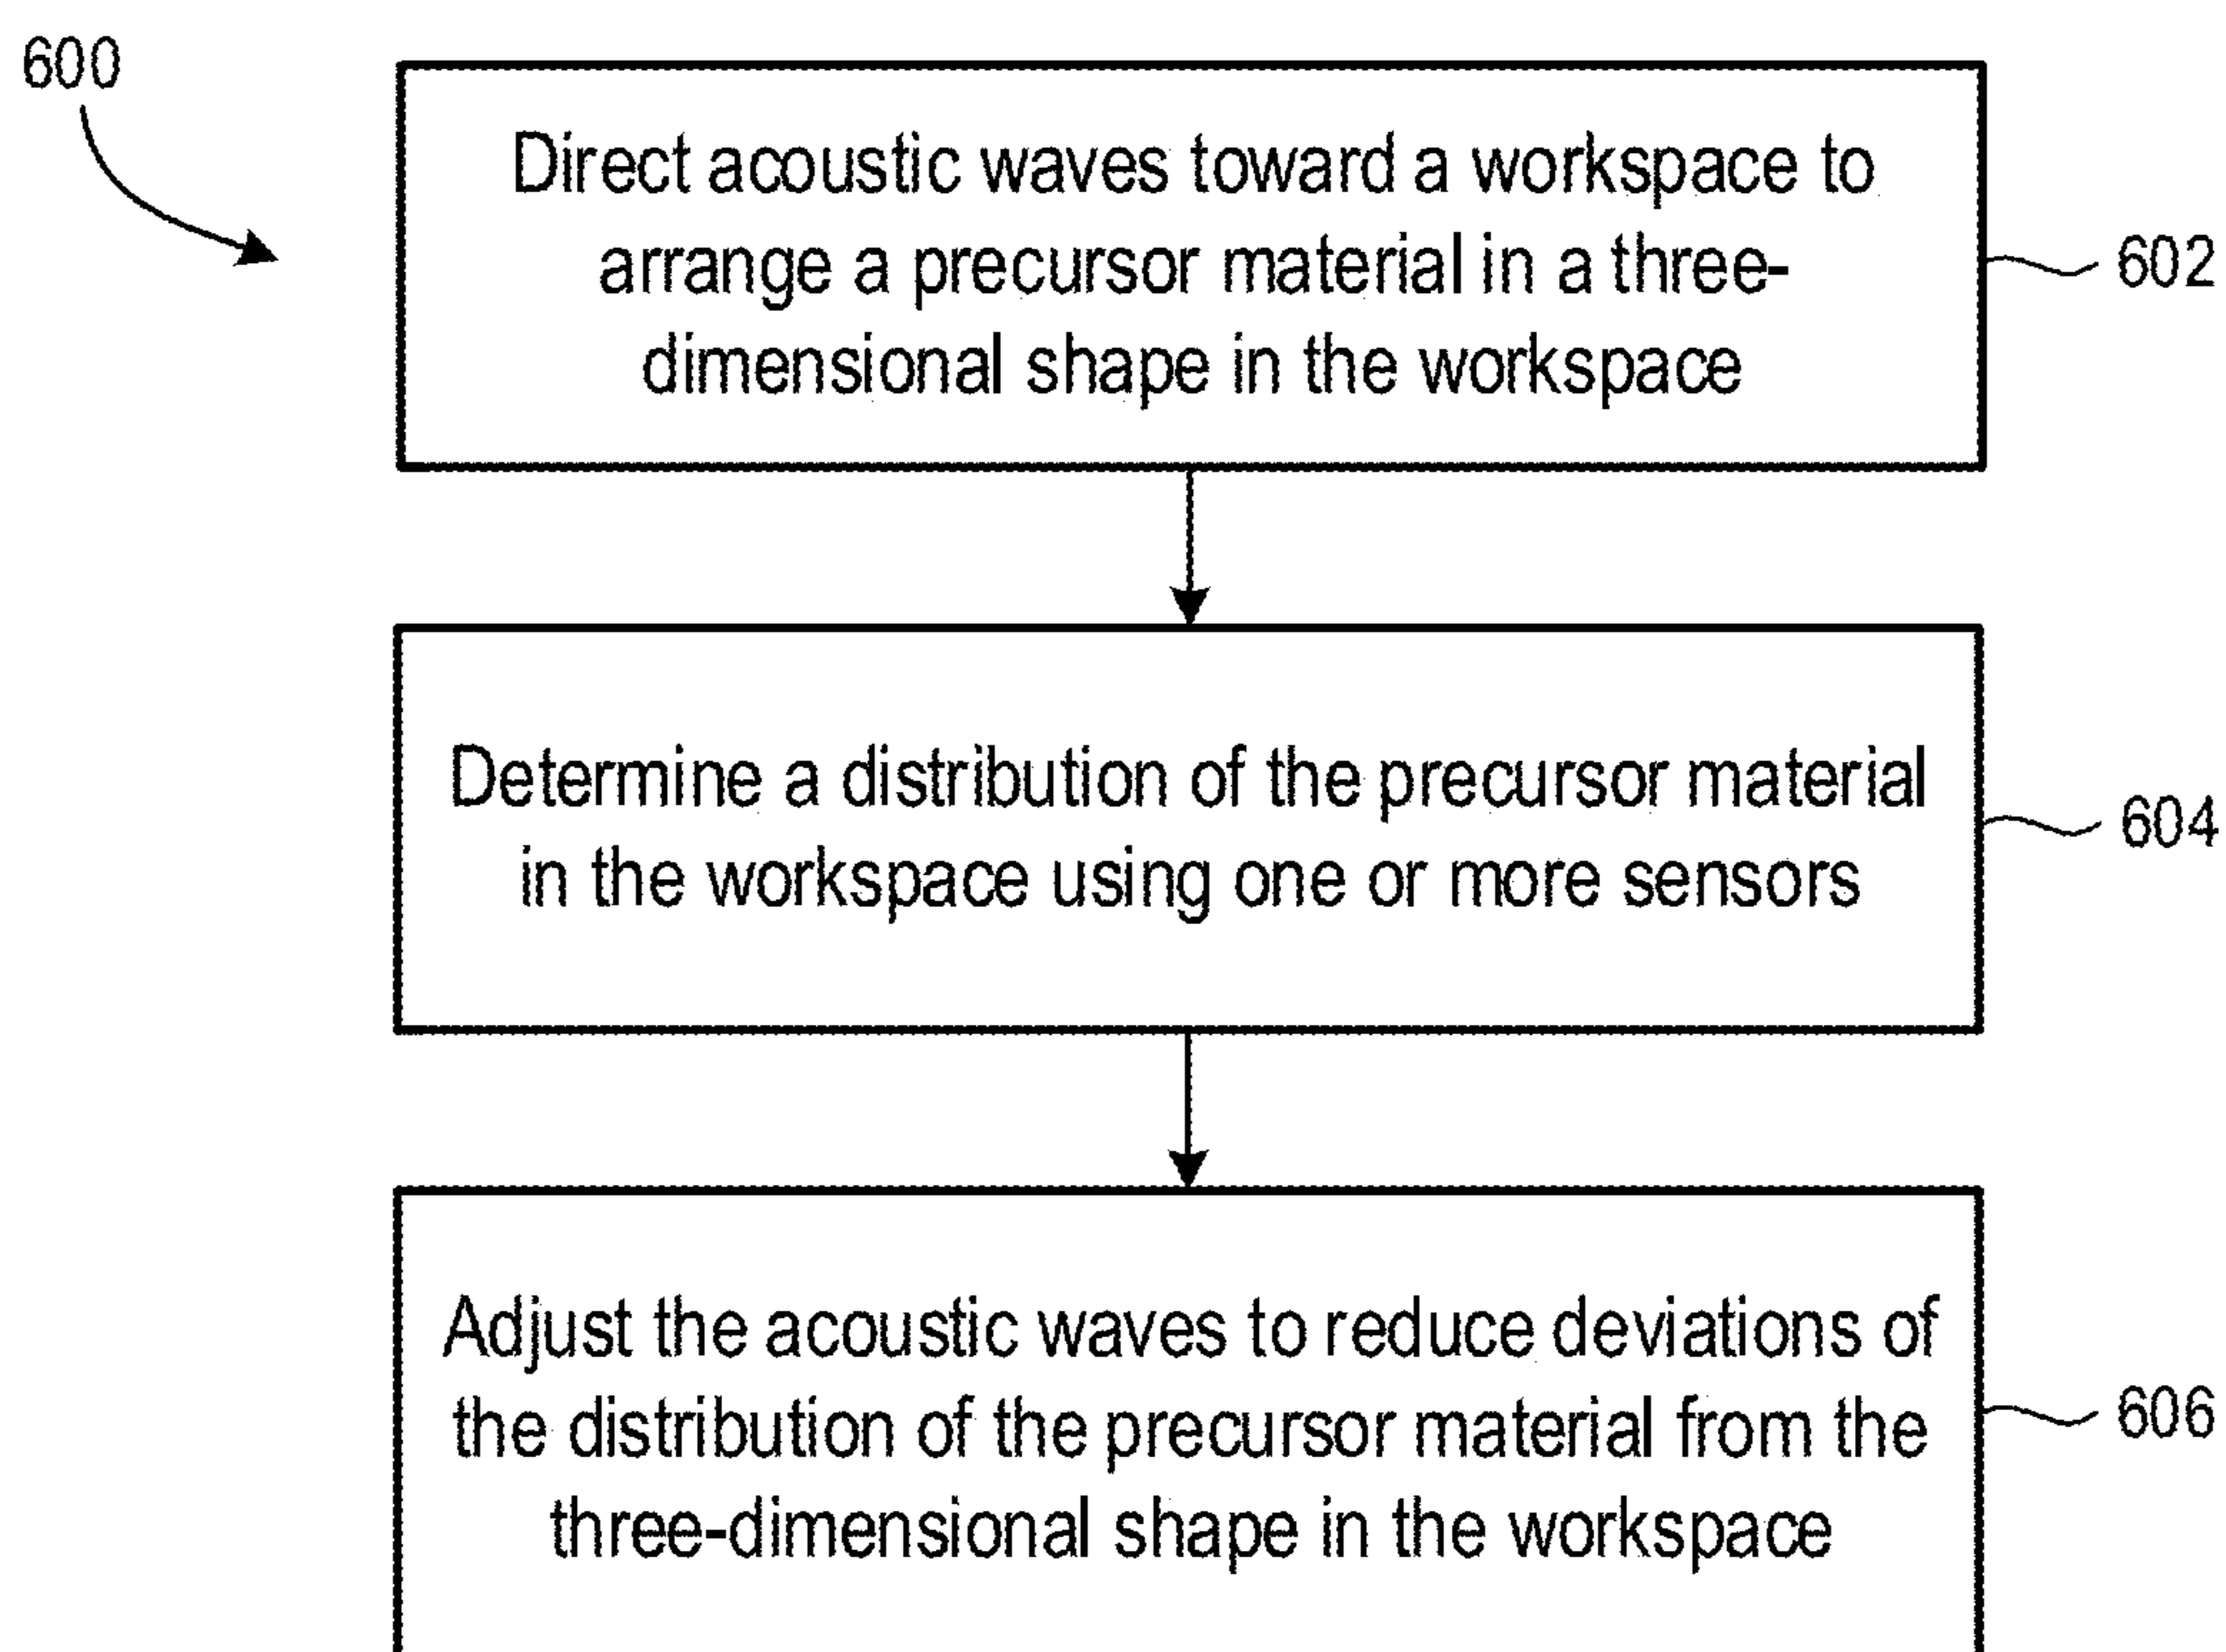 600
Direct acoustic waves toward a workspace to
arrange a precursor material in a three-
dimensional shape in the workspace
602
Determine a distribution of the precursor material
in the workspace using one or more sensors
604
Adjust the acoustic waves to reduce deviations of
the distribution of the precursor material from the
three-dimensional shape in the workspace
606